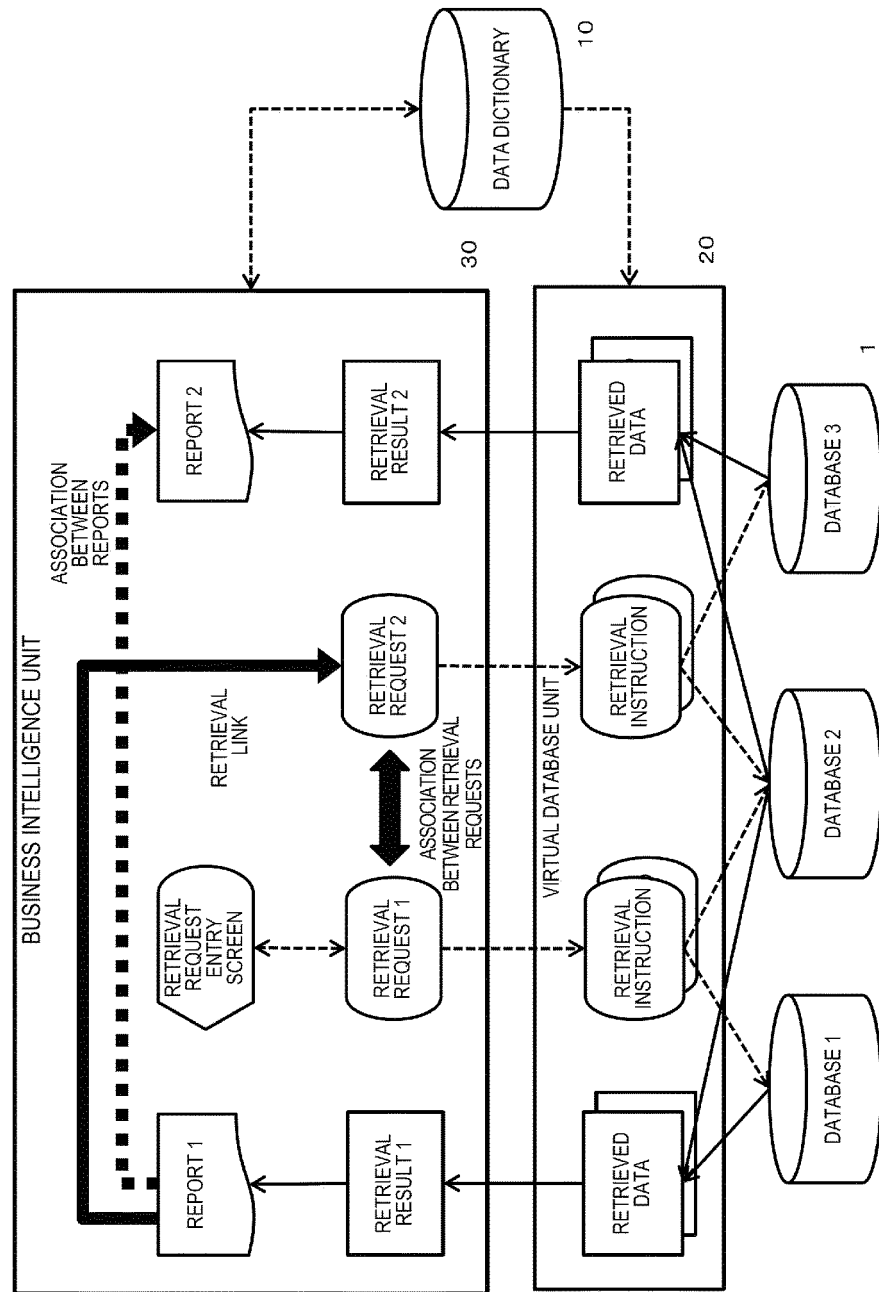 BUSINESS INTELLIGENCE UNIT
REPORT 1
ASSOCIATION
BETWEEN
REPORTS
REPORT 2
RETRIEVAL
REQUEST
ENTRY
SCREEN
RETRIEVAL
LINK
RETRIEVAL
RESULT 1
RETRIEVAL
REQUEST 1
ASSOCIATION
BETWEEN RETRIEVAL
REQUESTS
RETRIEVAL
REQUEST 2
RETRIEVAL
RESULT 2
30
DATA DICTIONARY
10
VIRTUAL DATABASE UNIT
RETRIEVED
DATA
RETRIEVAL
INSTRUCTION
RETRIEVAL
INSTRUCTION
RETRIEVED
DATA
20
DATABASE 1
DATABASE 2
DATABASE 3
1